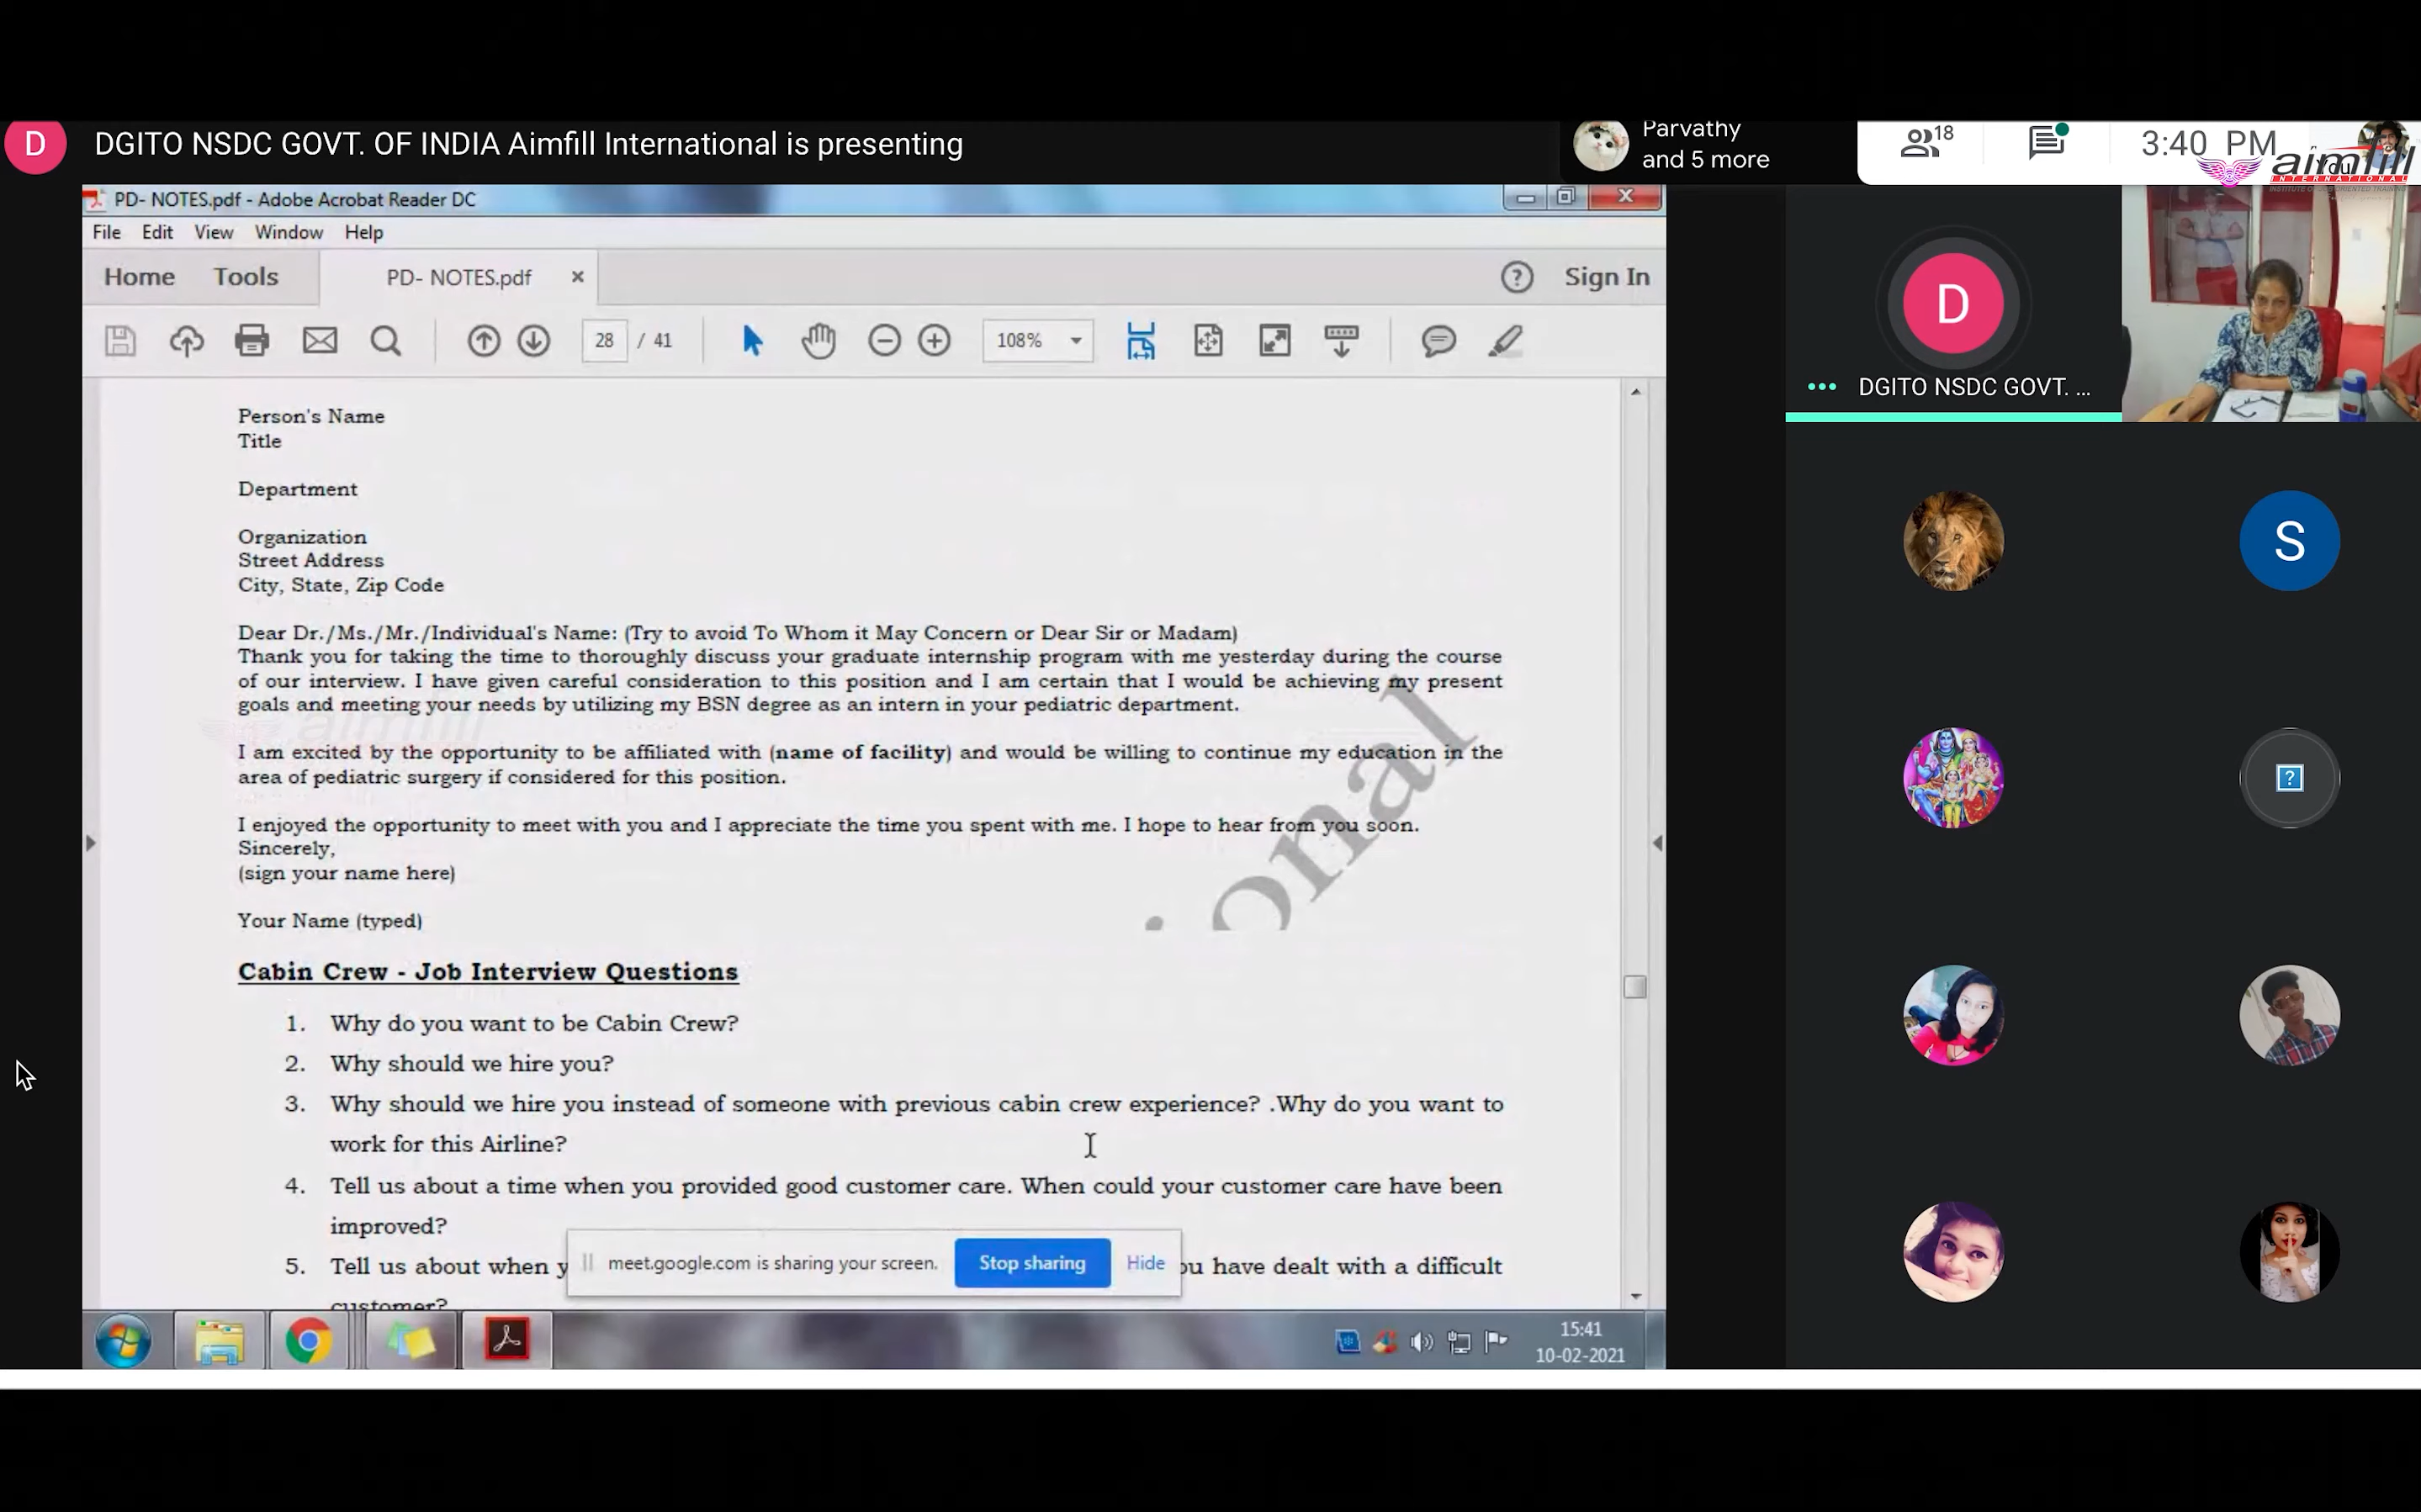 D
DGITO NSDC GOVT. OF INDIA Aimfill International is presenting
Parvathy
and 5 more
18
3:40 PM
You
aimfill
INTERNATIONAL
PD- NOTES.pdf - Adobe Acrobat Reader DC
File Edit View Window Help
Home Tools PD- NOTES.pdf × ? Sign In
28 / 41 108%
D
DGITO NSDC GOVT. ...
Person's Name
Title
Department
Organization
Street Address
City, State, Zip Code
Dear Dr./Ms./Mr./Individual's Name: (Try to avoid To Whom it May Concern or Dear Sir or Madam)
Thank you for taking the time to thoroughly discuss your graduate internship program with me yesterday during the course
of our interview. I have given careful consideration to this position and I am certain that I would be achieving my present
goals and meeting your needs by utilizing my BSN degree as an intern in your pediatric department.
aimfill
I am excited by the opportunity to be affiliated with (name of facility) and would be willing to continue my education in the
area of pediatric surgery if considered for this position.
I enjoyed the opportunity to meet with you and I appreciate the time you spent with me. I hope to hear from you soon.
Sincerely,
(sign your name here)
Your Name (typed)
ional
S
?
Cabin Crew - Job Interview Questions
1. Why do you want to be Cabin Crew?
2. Why should we hire you?
3. Why should we hire you instead of someone with previous cabin crew experience? .Why do you want to
work for this Airline?
4. Tell us about a time when you provided good customer care. When could your customer care have been
improved?
5. Tell us about when y
ou have dealt with a difficult
customer?
meet.google.com is sharing your screen. Stop sharing Hide
15:41
10-02-2021